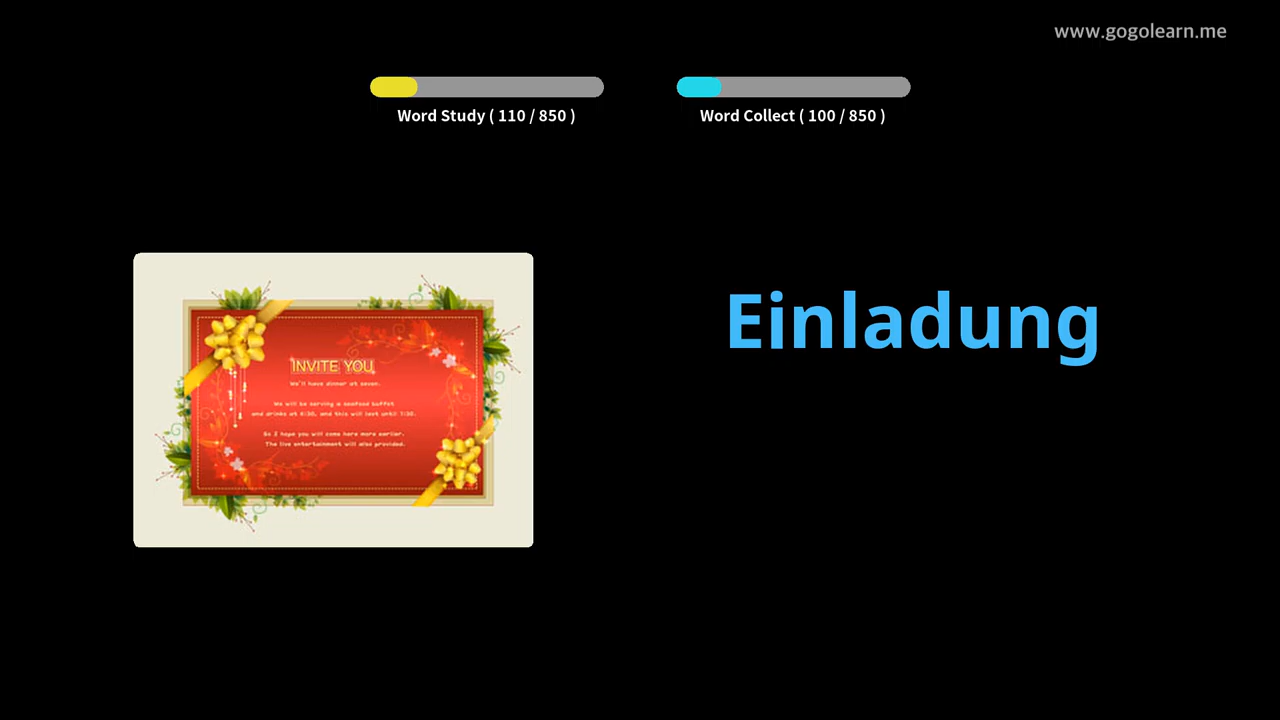 www.gogolearn.me
Word Study ( 110 / 850 )
Word Collect ( 100 / 850 )
Einladung
INVITE YOU
We'll have dinner at seven.
We will be serving a seafood buffet
and drinks at 6:30, and this will last until 7:30.
So I hope you will come here more earlier.
The live entertainment will also provided.